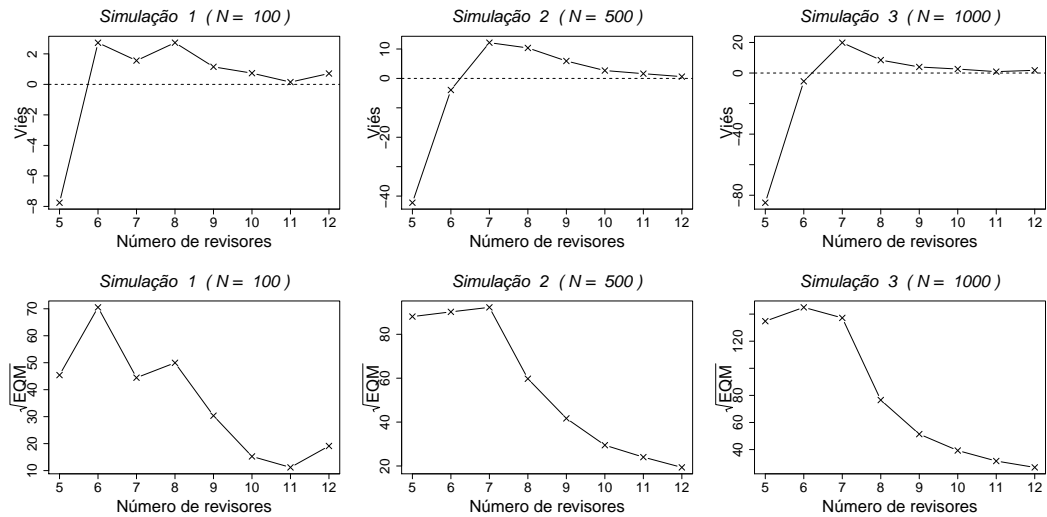 Simulação 1 ( N = 100 )
Viés
−8 −6 −4 −2 0 2
5 6 7 8 9 10 11 12
Número de revisores
Simulação 2 ( N = 500 )
Viés
−40 −20 0 10
5 6 7 8 9 10 11 12
Número de revisores
Simulação 3 ( N = 1000 )
Viés
−80 −40 0 20
5 6 7 8 9 10 11 12
Número de revisores
Simulação 1 ( N = 100 )
√EQM
10 20 30 40 50 60 70
5 6 7 8 9 10 11 12
Número de revisores
Simulação 2 ( N = 500 )
√EQM
20 40 60 80
5 6 7 8 9 10 11 12
Número de revisores
Simulação 3 ( N = 1000 )
√EQM
40 60 80 120
5 6 7 8 9 10 11 12
Número de revisores